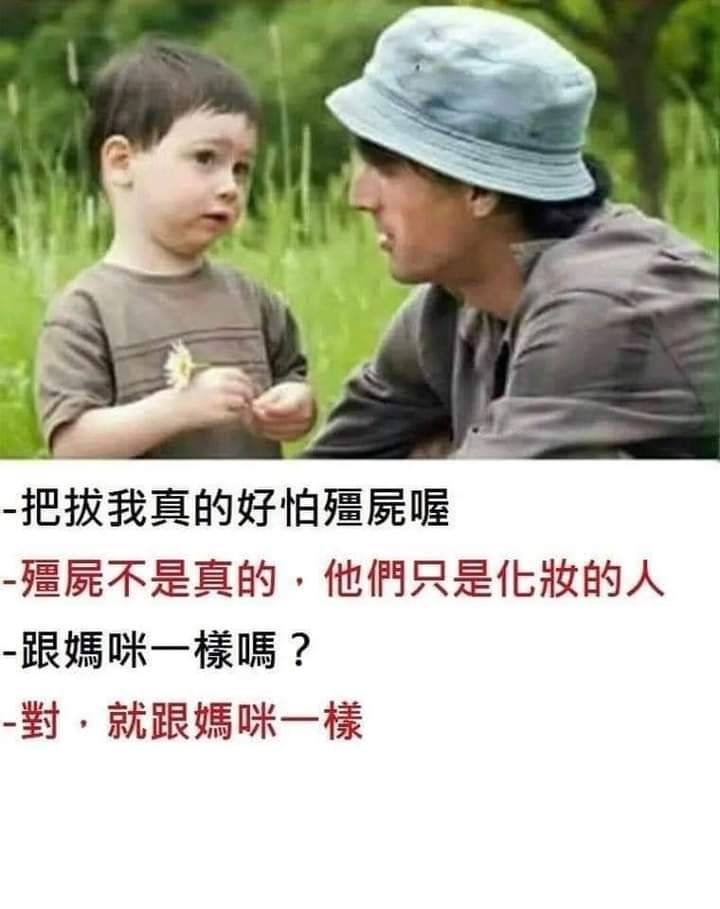 -把拔我真的好怕殭屍喔
-殭屍不是真的，他們只是化妝的人
-跟媽咪一樣嗎？
-對，就跟媽咪一樣